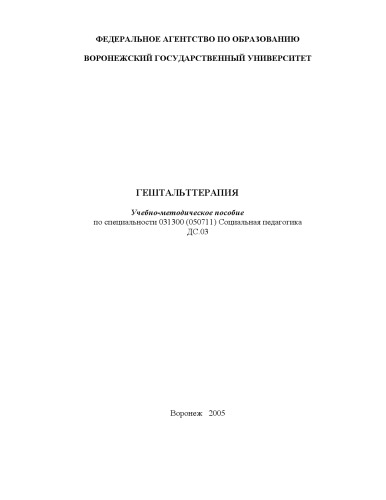 ФЕДЕРАЛЬНОЕ АГЕНТСТВО ПО ОБРАЗОВАНИЮ
ВОРОНЕЖСКИЙ ГОСУДАРСТВЕННЫЙ УНИВЕРСИТЕТ
ГЕШТАЛЬТТЕРАПИЯ
Учебно-методическое пособие
по специальности 031300 (050711) Социальная педагогика
ДС.03
Воронеж 2005